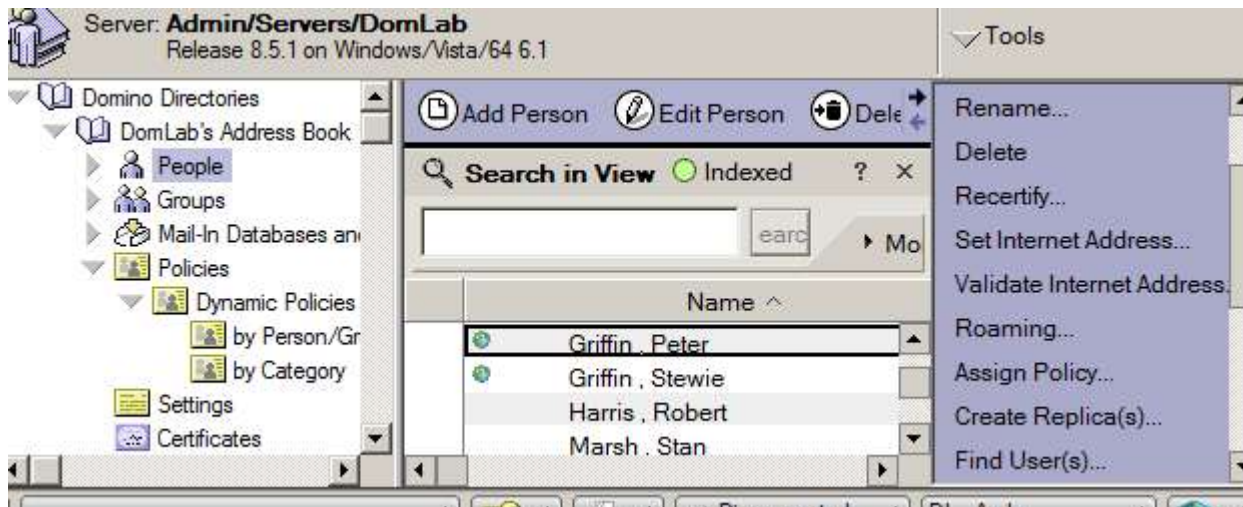 Server: Admin/Servers/DomLab
Release 8.5.1 on Windows/Vista/64 6.1
Tools
Domino Directories
DomLab's Address Book
People
Groups
Mail-In Databases an
Policies
Dynamic Policies
by Person/Gr
by Category
Settings
Certificates
Add Person Edit Person Dele
Search in View Indexed ? ×
earc Mo
Name ^
Griffin , Peter
Griffin , Stewie
Harris , Robert
Marsh , Stan
Rename...
Delete
Recertify...
Set Internet Address...
Validate Internet Address.
Roaming...
Assign Policy...
Create Replica(s)...
Find User(s)...